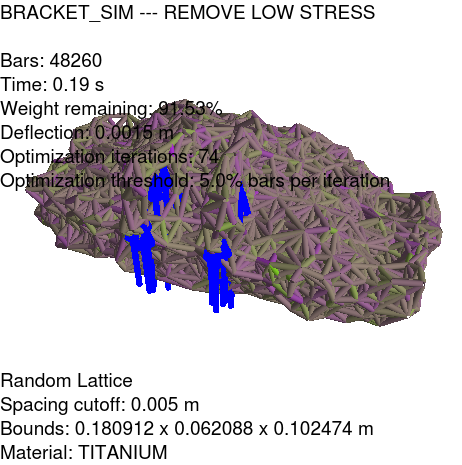 BRACKET_SIM --- REMOVE LOW STRESS
Bars: 48260
Time: 0.19 s
Weight remaining: 91.53%
Deflection: 0.0015 m
Optimization iterations: 74
Optimization threshold: 5.0% bars per iteration
Random Lattice
Spacing cutoff: 0.005 m
Bounds: 0.180912 x 0.062088 x 0.102474 m
Material: TITANIUM